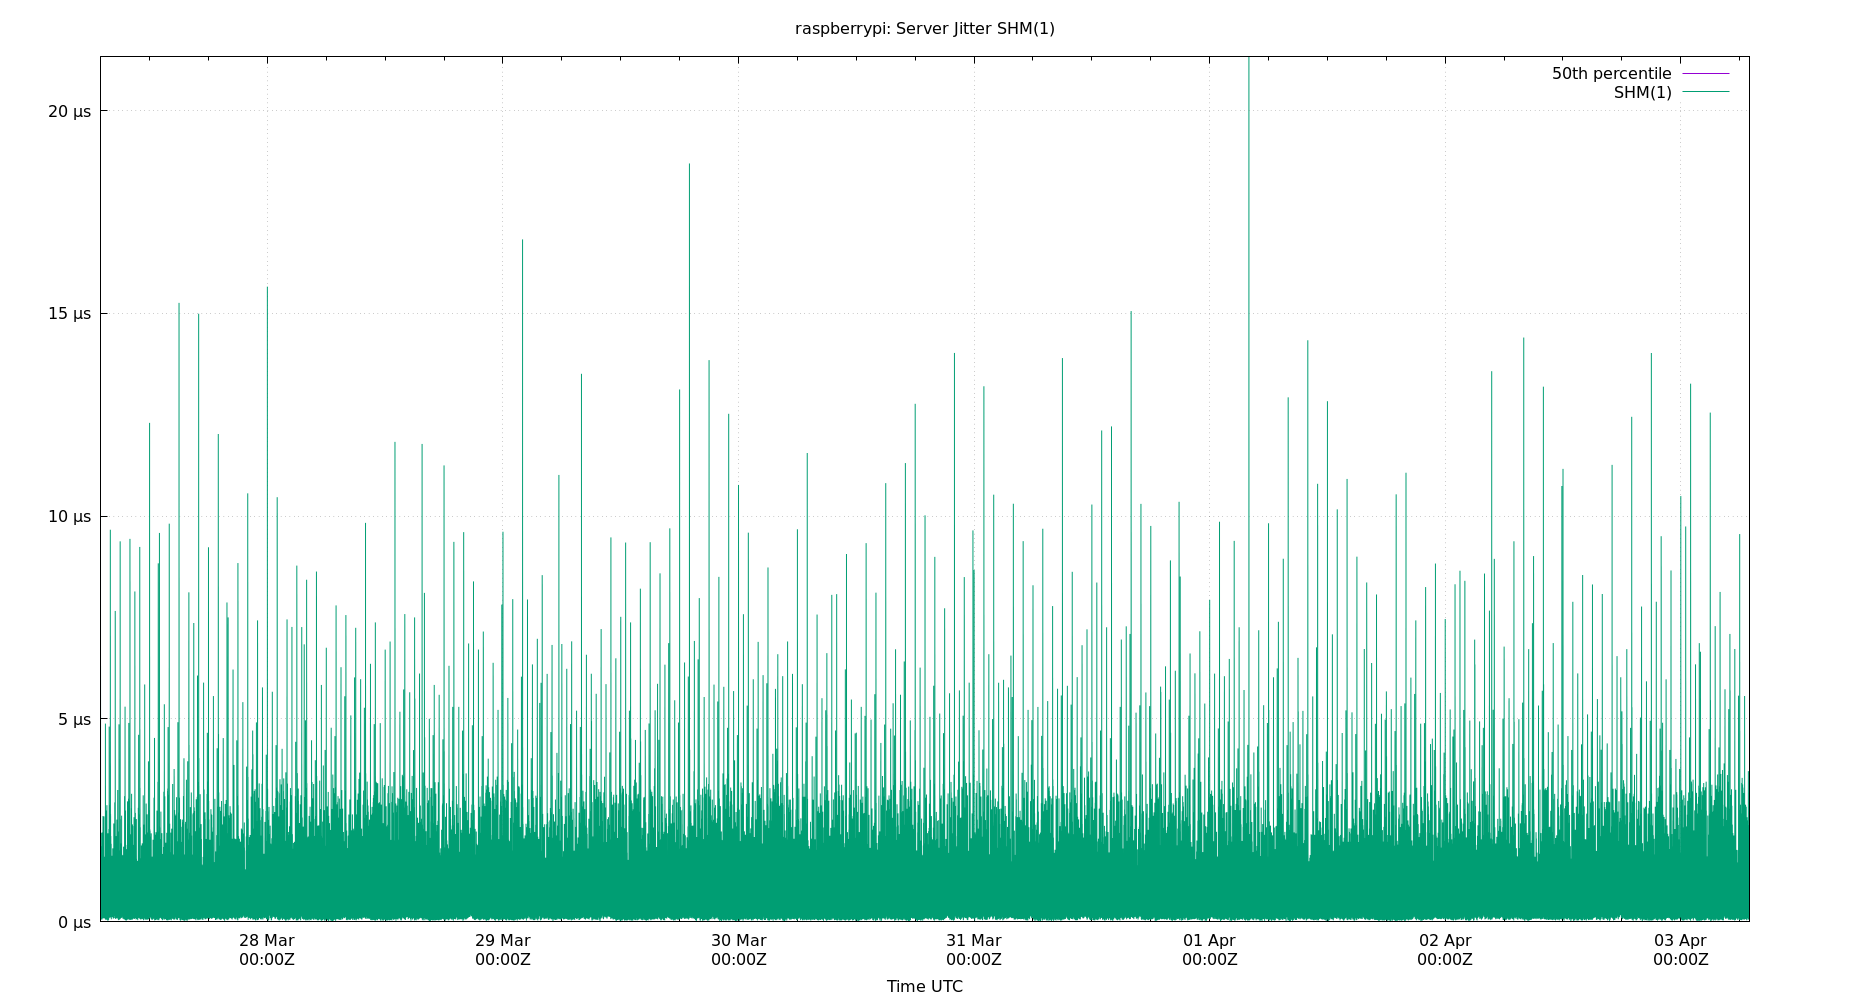 raspberrypi: Server Jitter SHM(1)
50th percentile
SHM(1)
20 µs
15 µs
10 µs
5 µs
0 µs
28 Mar 29 Mar 30 Mar 31 Mar 01 Apr 02 Apr 03 Apr
00:00Z 00:00Z 00:00Z 00:00Z 00:00Z 00:00Z 00:00Z
Time UTC